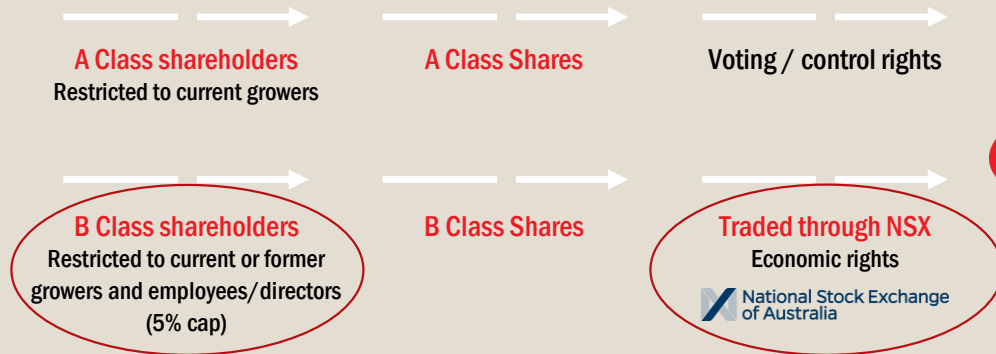 A Class shareholders
Restricted to current growers
A Class Shares
Voting / control rights
B Class shareholders
Restricted to current or former
growers and employees/directors
(5% cap)
B Class Shares
Traded through NSX
Economic rights
National Stock Exchange
of Australia